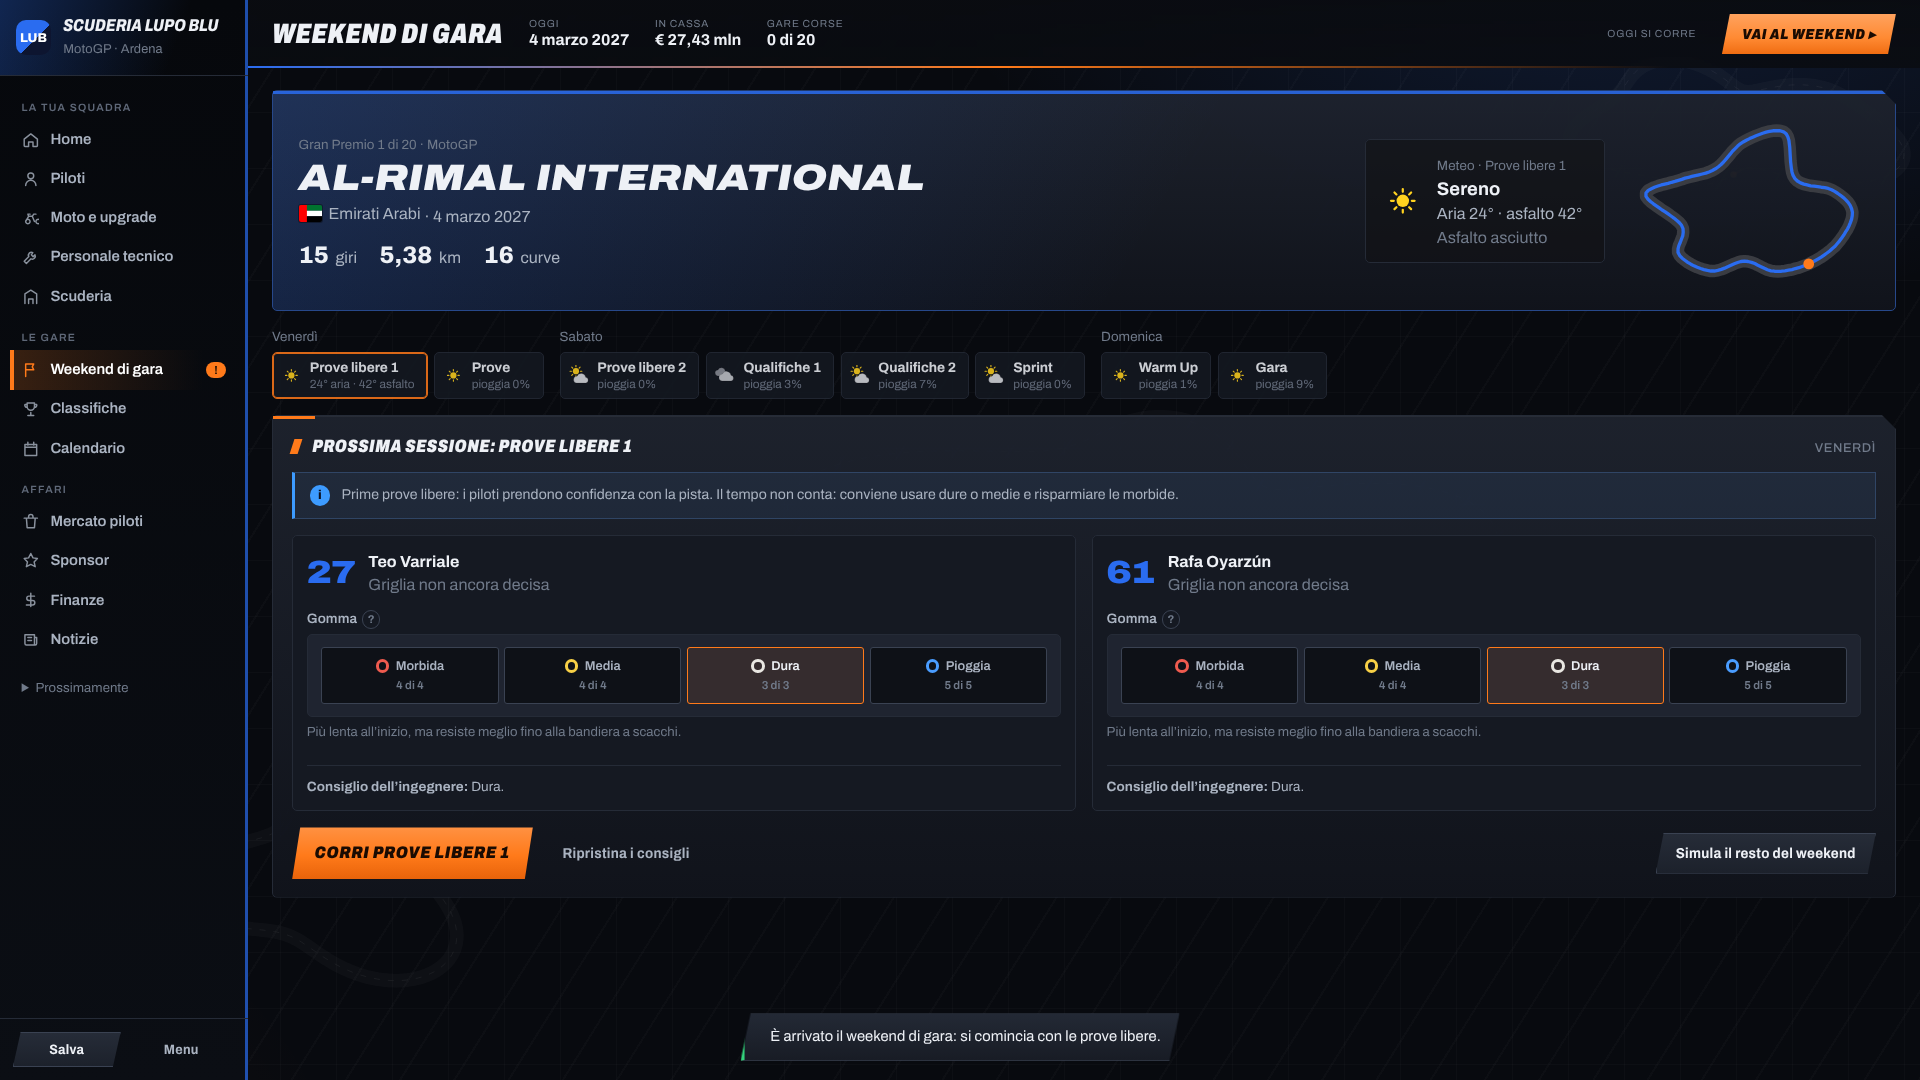 LUB
SCUDERIA LUPO BLU
MotoGP · Ardena
LA TUA SQUADRA
Home
Piloti
Moto e upgrade
Personale tecnico
Scuderia
LE GARE
Weekend di gara !
Classifiche
Calendario
AFFARI
Mercato piloti
Sponsor
Finanze
Notizie
Prossimamente
Salva
Menu
WEEKEND DI GARA
OGGI
4 marzo 2027
IN CASSA
€ 27,43 mln
GARE CORSE
0 di 20
OGGI SI CORRE
VAI AL WEEKEND ▸
Gran Premio 1 di 20 · MotoGP
AL-RIMAL INTERNATIONAL
Emirati Arabi · 4 marzo 2027
15 giri 5,38 km 16 curve
Meteo · Prove libere 1
Sereno
Aria 24° · asfalto 42°
Asfalto asciutto
Venerdì
Prove libere 1
24° aria · 42° asfalto
Prove
pioggia 0%
Sabato
Prove libere 2
pioggia 0%
Qualifiche 1
pioggia 3%
Qualifiche 2
pioggia 7%
Sprint
pioggia 0%
Domenica
Warm Up
pioggia 1%
Gara
pioggia 9%
PROSSIMA SESSIONE: PROVE LIBERE 1
VENERDÌ
i Prime prove libere: i piloti prendono confidenza con la pista. Il tempo non conta: conviene usare dure o medie e risparmiare le morbide.
27
Teo Varriale
Griglia non ancora decisa
Gomma ?
Morbida
4 di 4
Media
4 di 4
Dura
3 di 3
Pioggia
5 di 5
Più lenta all’inizio, ma resiste meglio fino alla bandiera a scacchi.
Consiglio dell’ingegnere: Dura.
61
Rafa Oyarzún
Griglia non ancora decisa
Gomma ?
Morbida
4 di 4
Media
4 di 4
Dura
3 di 3
Pioggia
5 di 5
Più lenta all’inizio, ma resiste meglio fino alla bandiera a scacchi.
Consiglio dell’ingegnere: Dura.
CORRI PROVE LIBERE 1
Ripristina i consigli
Simula il resto del weekend
È arrivato il weekend di gara: si comincia con le prove libere.